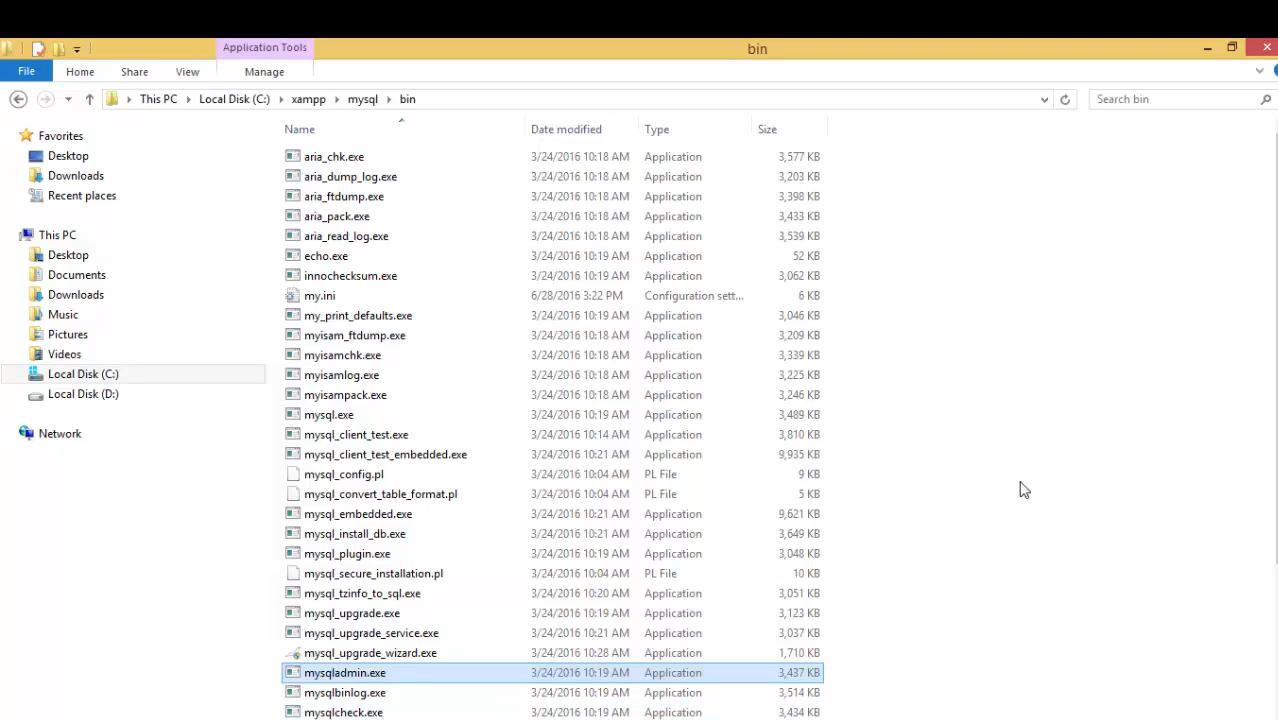 Application Tools
bin
File Home Share View Manage
This PC Local Disk (C:) xampp mysql bin
Search bin
Favorites
Desktop
Downloads
Recent places
This PC
Desktop
Documents
Downloads
Music
Pictures
Videos
Local Disk (C:)
Local Disk (D:)
Network
Name Date modified Type Size
aria_chk.exe 3/24/2016 10:18 AM Application 3,577 KB
aria_dump_log.exe 3/24/2016 10:18 AM Application 3,203 KB
aria_ftdump.exe 3/24/2016 10:18 AM Application 3,398 KB
aria_pack.exe 3/24/2016 10:18 AM Application 3,433 KB
aria_read_log.exe 3/24/2016 10:18 AM Application 3,539 KB
echo.exe 3/24/2016 10:19 AM Application 52 KB
innochecksum.exe 3/24/2016 10:19 AM Application 3,062 KB
my.ini 6/28/2016 3:22 PM Configuration sett... 6 KB
my_print_defaults.exe 3/24/2016 10:19 AM Application 3,046 KB
myisam_ftdump.exe 3/24/2016 10:18 AM Application 3,209 KB
myisamchk.exe 3/24/2016 10:18 AM Application 3,339 KB
myisamlog.exe 3/24/2016 10:18 AM Application 3,225 KB
myisampack.exe 3/24/2016 10:18 AM Application 3,246 KB
mysql.exe 3/24/2016 10:19 AM Application 3,489 KB
mysql_client_test.exe 3/24/2016 10:14 AM Application 3,810 KB
mysql_client_test_embedded.exe 3/24/2016 10:21 AM Application 9,935 KB
mysql_config.pl 3/24/2016 10:04 AM PL File 9 KB
mysql_convert_table_format.pl 3/24/2016 10:04 AM PL File 5 KB
mysql_embedded.exe 3/24/2016 10:21 AM Application 9,621 KB
mysql_install_db.exe 3/24/2016 10:21 AM Application 3,649 KB
mysql_plugin.exe 3/24/2016 10:19 AM Application 3,048 KB
mysql_secure_installation.pl 3/24/2016 10:04 AM PL File 10 KB
mysql_tzinfo_to_sql.exe 3/24/2016 10:20 AM Application 3,051 KB
mysql_upgrade.exe 3/24/2016 10:19 AM Application 3,123 KB
mysql_upgrade_service.exe 3/24/2016 10:21 AM Application 3,037 KB
mysql_upgrade_wizard.exe 3/24/2016 10:28 AM Application 1,710 KB
mysqladmin.exe 3/24/2016 10:19 AM Application 3,437 KB
mysqlbinlog.exe 3/24/2016 10:19 AM Application 3,514 KB
mysqlcheck.exe 3/24/2016 10:19 AM Application 3,434 KB